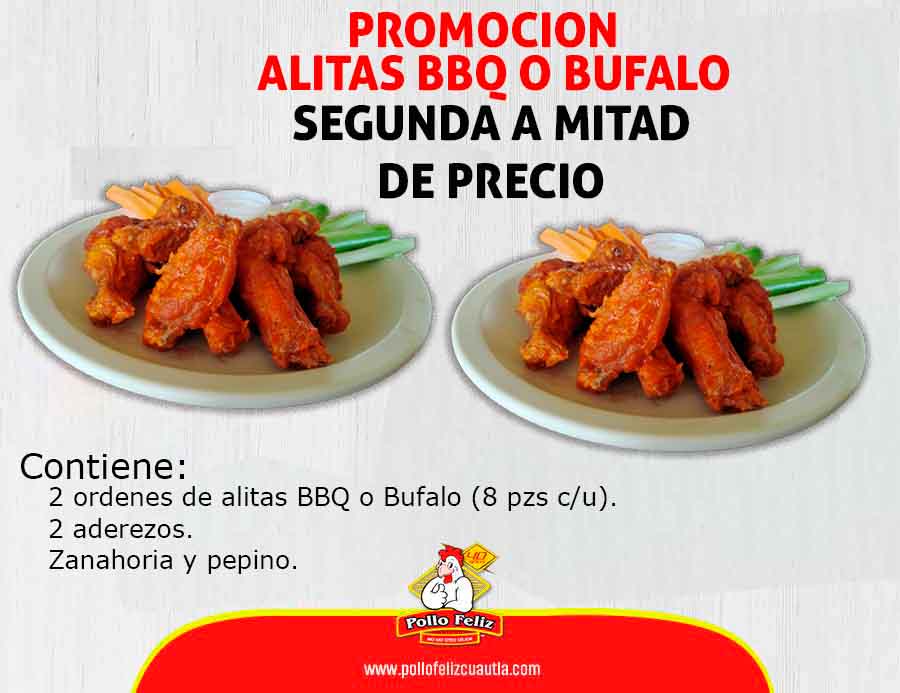 PROMOCION
ALITAS BBQ O BUFALO
SEGUNDA A MITAD
DE PRECIO
Contiene:
2 ordenes de alitas BBQ o Bufalo (8 pzs c/u).
2 aderezos.
Zanahoria y pepino.
40
Pollo Feliz
www.pollofelizcuautla.com